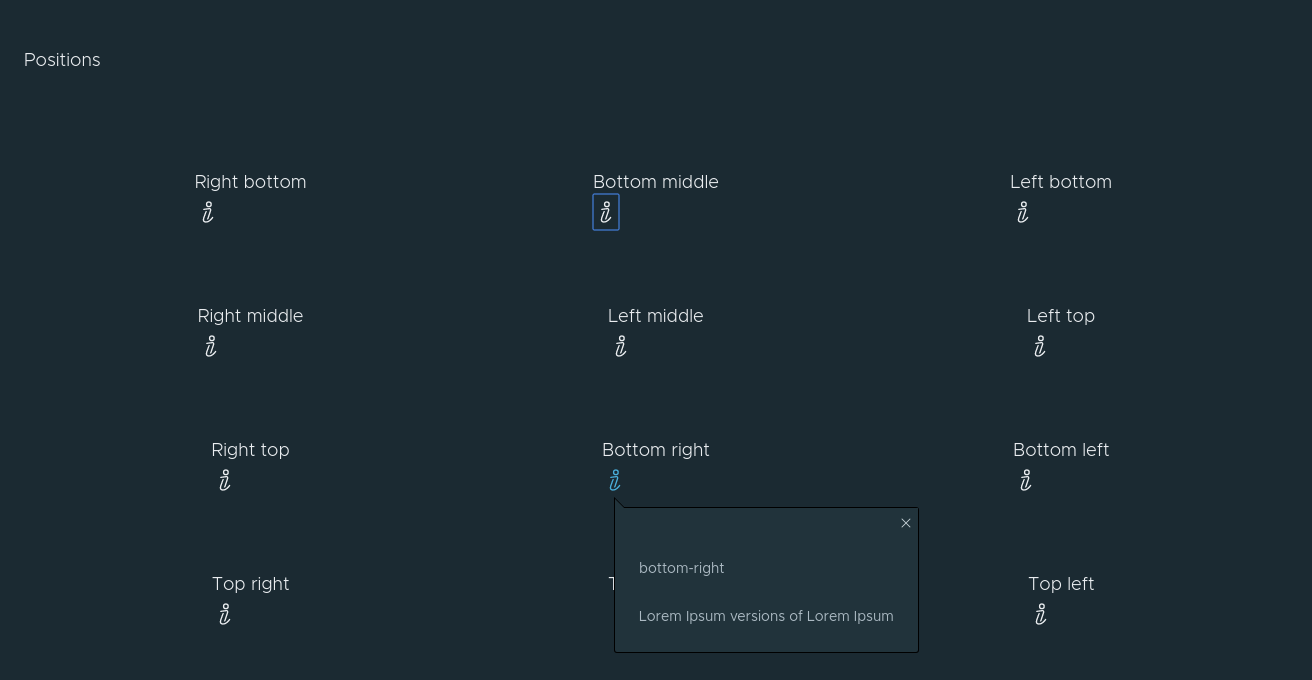 Positions
Right bottom
Bottom middle
Left bottom
Right middle
Left middle
Left top
Right top
Bottom right
Bottom left
bottom-right
Lorem Ipsum versions of Lorem Ipsum
Top right
Top left